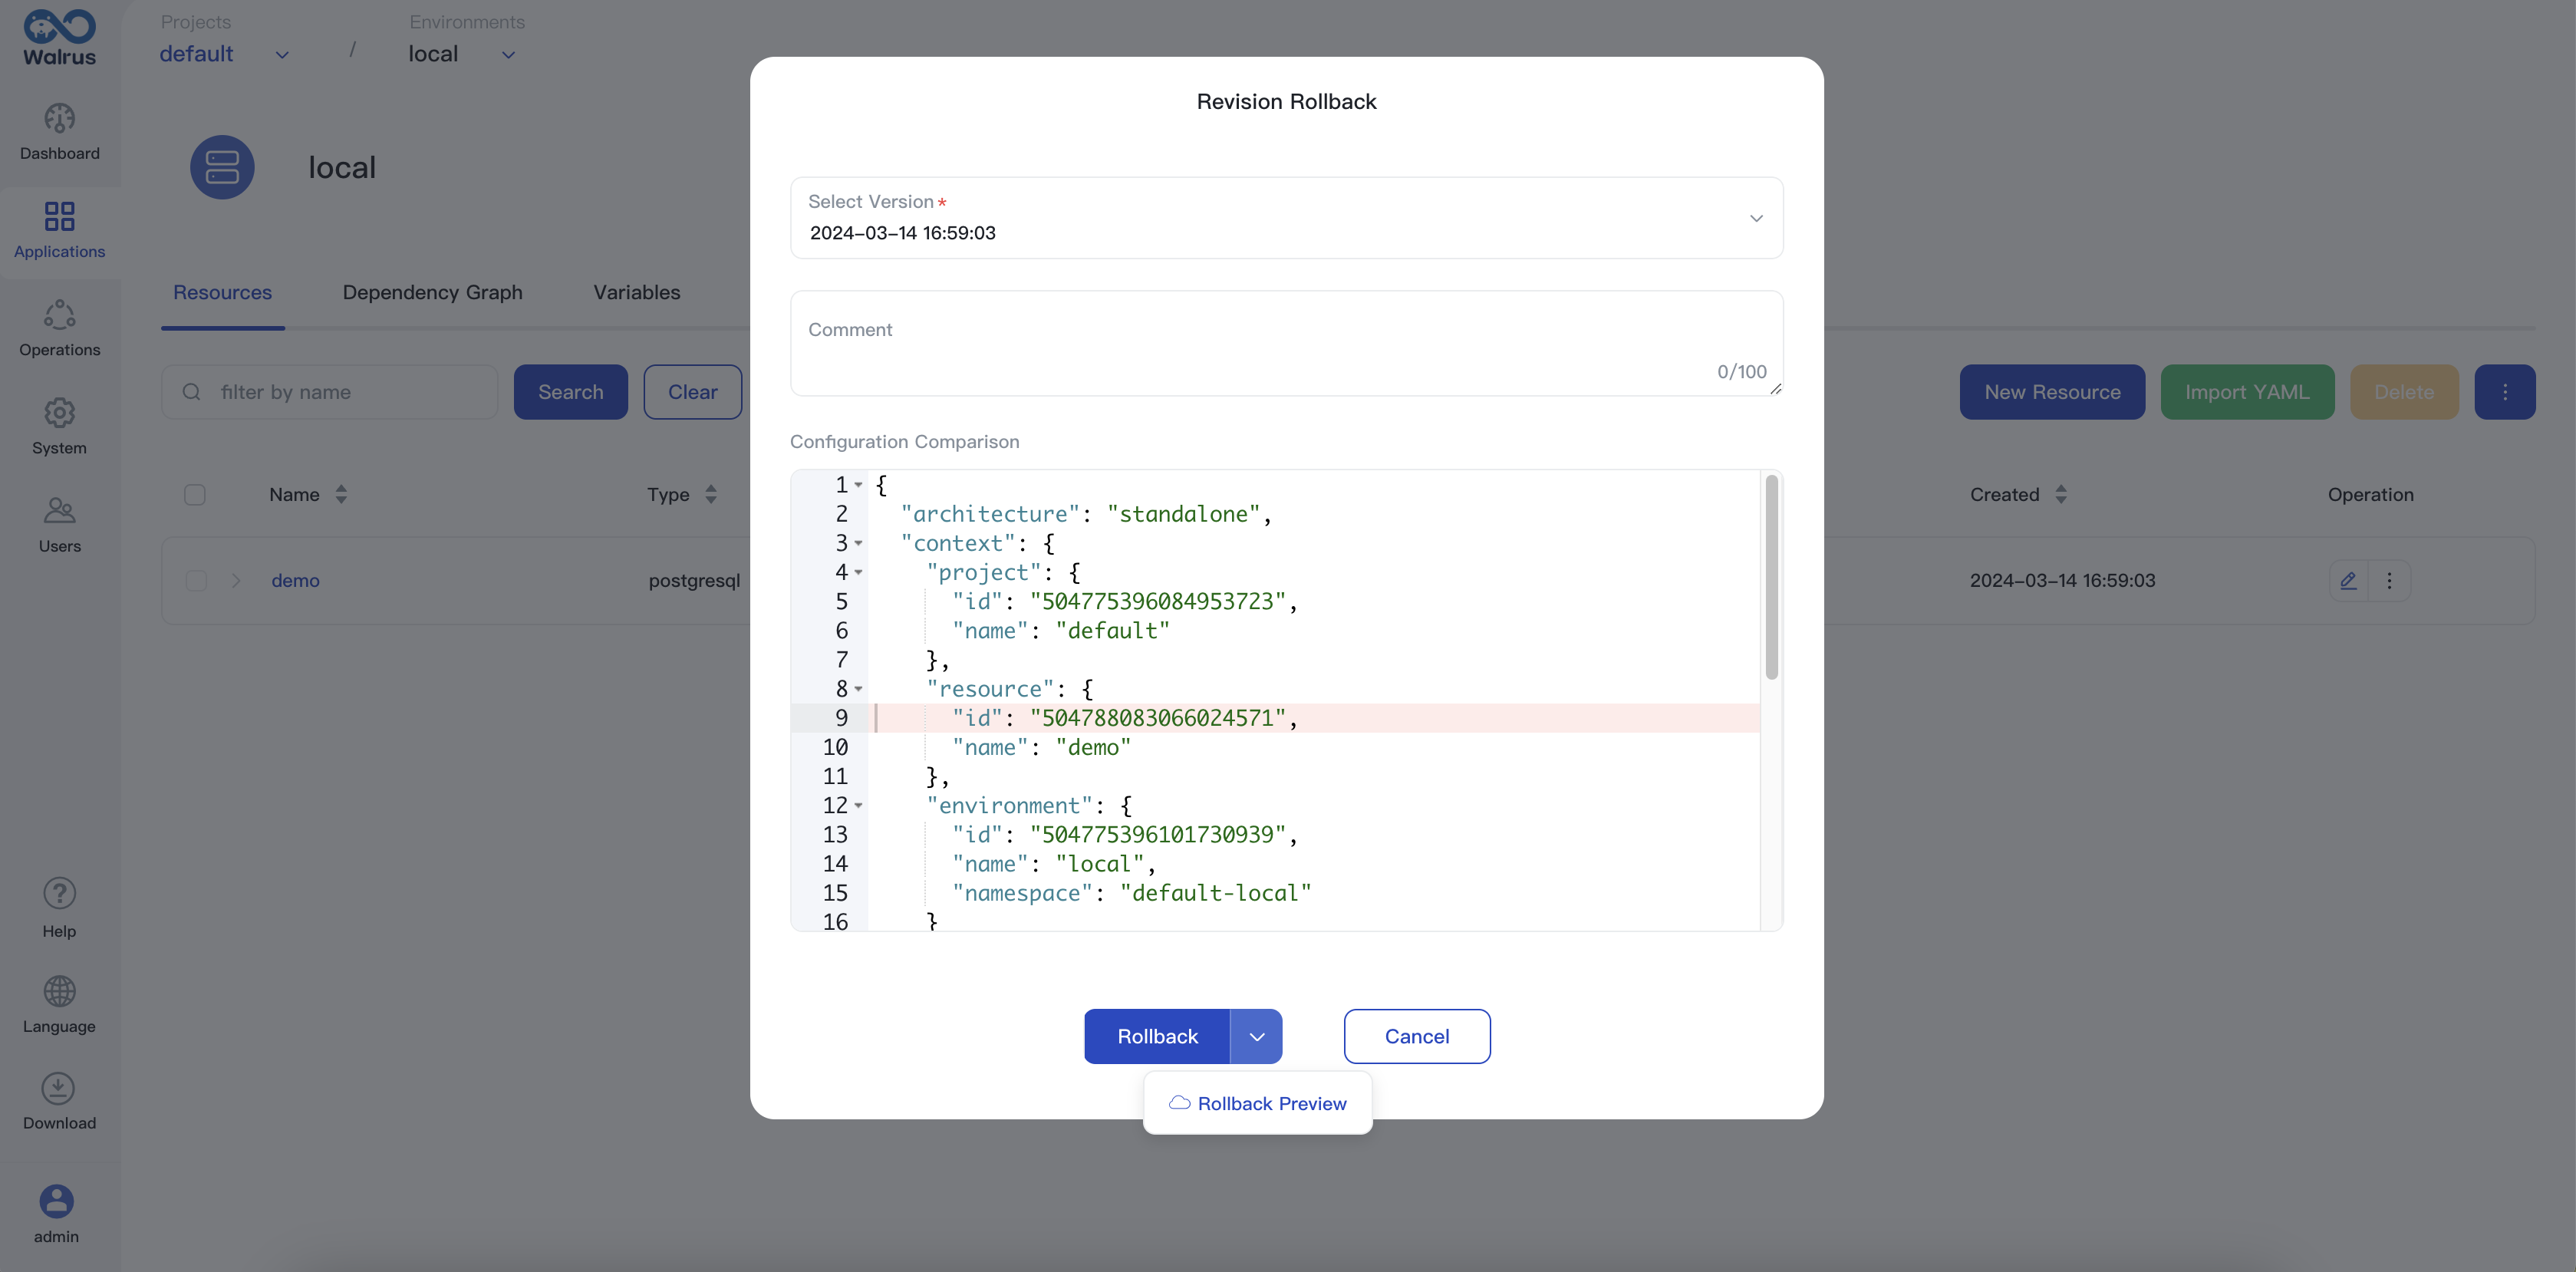 Walrus
Projects
default
/
Environments
local
Dashboard
Applications
Operations
System
Users
Help
Language
Download
admin
local
Resources
Dependency Graph
Variables
filter by name
Search
Clear
New Resource
Import YAML
Delete
Name
Type
Created
Operation
demo
postgresql
2024-03-14 16:59:03
Revision Rollback
Select Version*
2024-03-14 16:59:03
Comment
0/100
Configuration Comparison
1 {
2 "architecture": "standalone",
3 "context": {
4 "project": {
5 "id": "504775396084953723",
6 "name": "default"
7 },
8 "resource": {
9 "id": "504788083066024571",
10 "name": "demo"
11 },
12 "environment": {
13 "id": "504775396101730939",
14 "name": "local",
15 "namespace": "default-local"
16 }
Rollback
Cancel
Rollback Preview